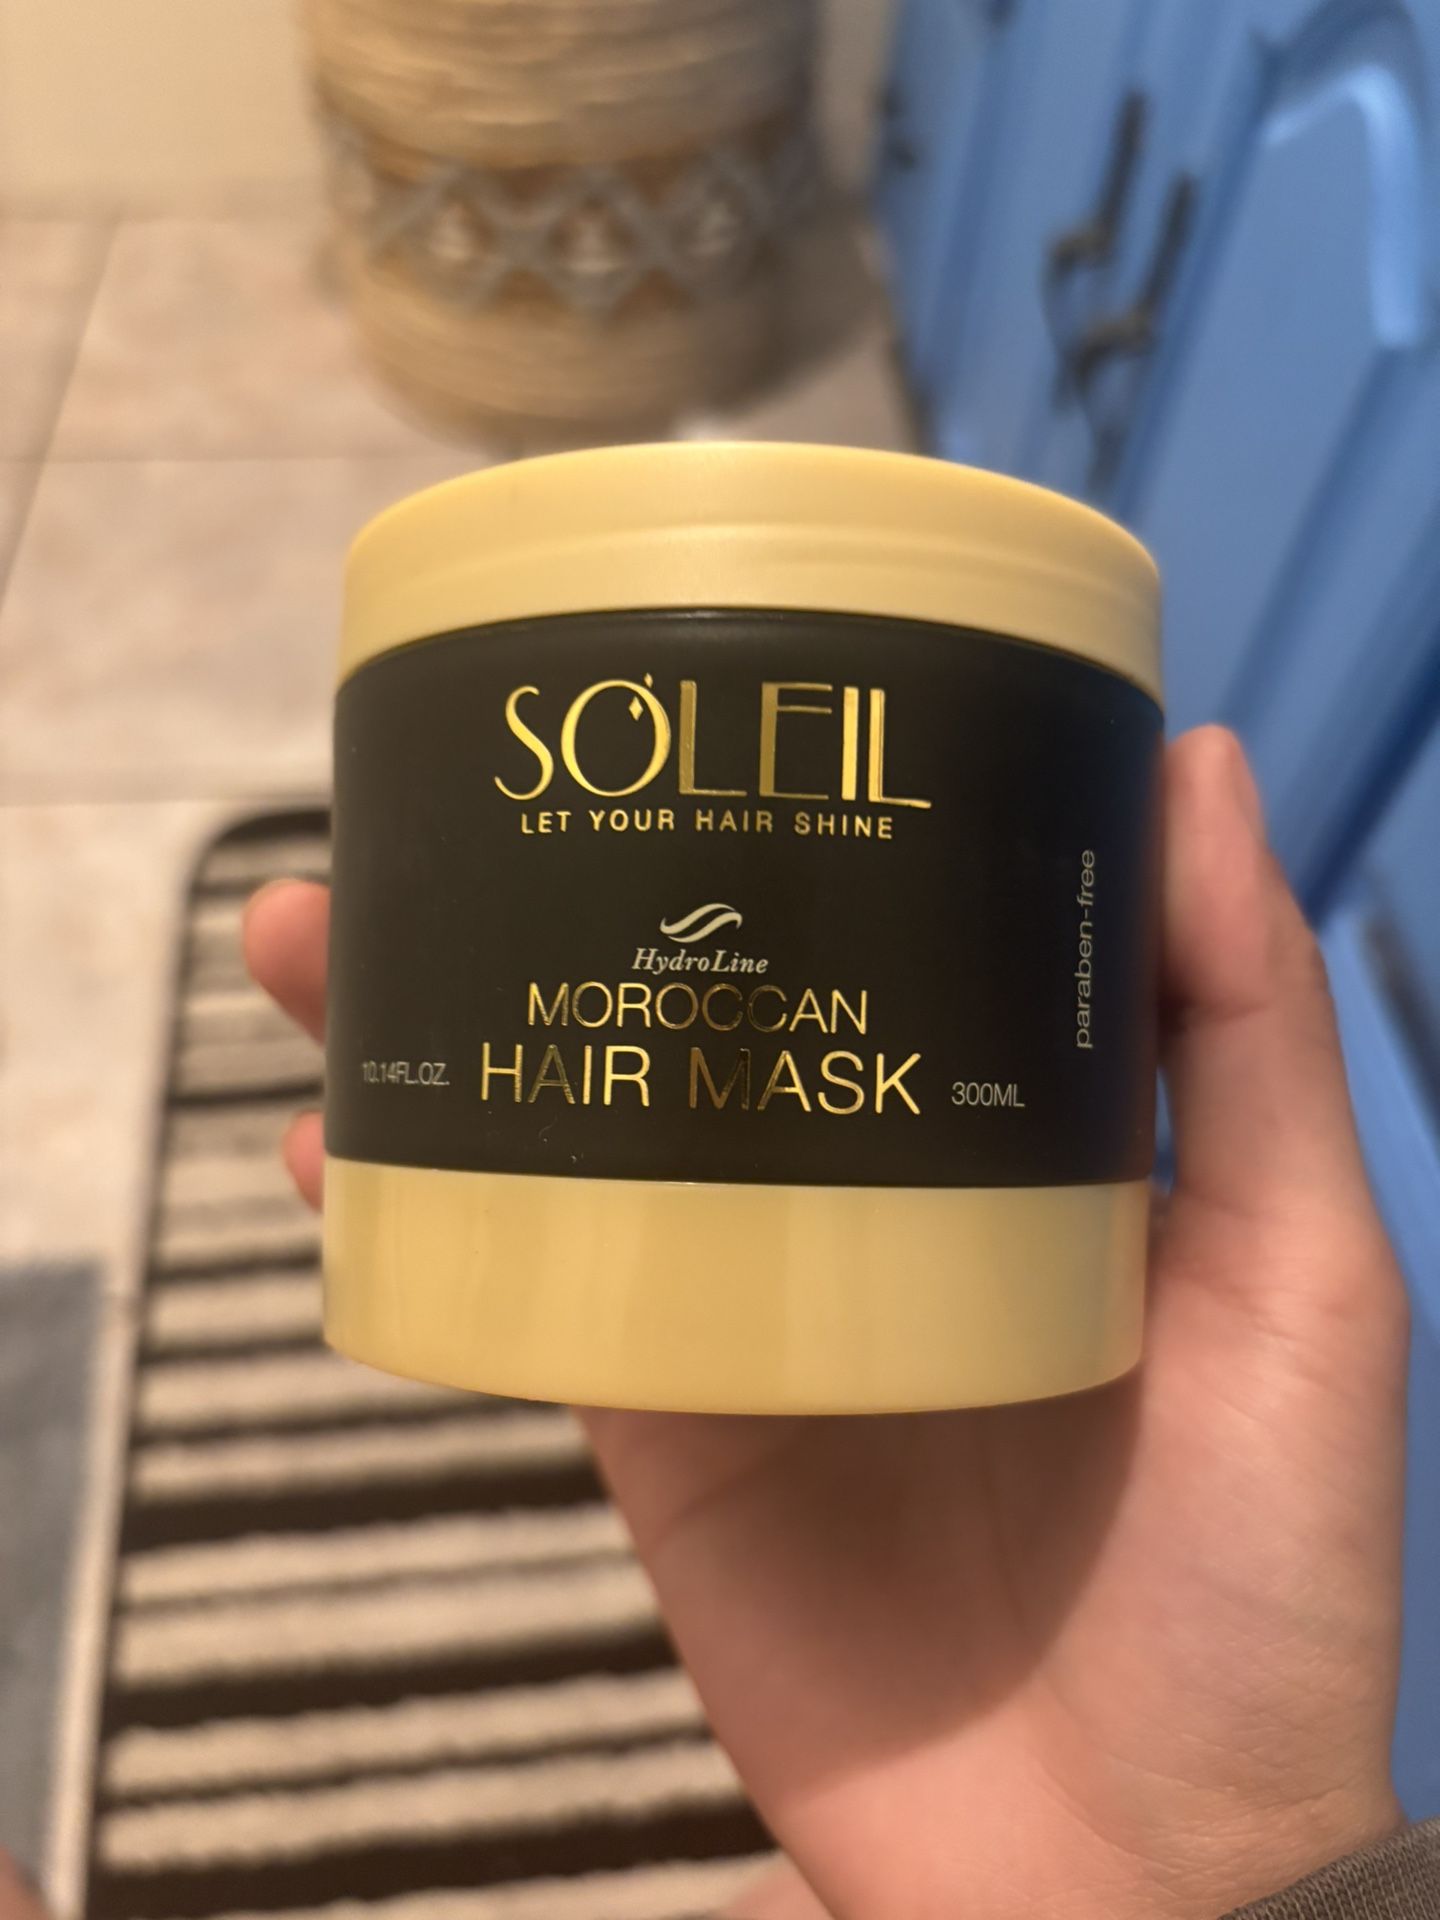 SOLEIL
LET YOUR HAIR SHINE
HydroLine
MOROCCAN
HAIR MASK
10.14FL.OZ.
300ML
paraben-free